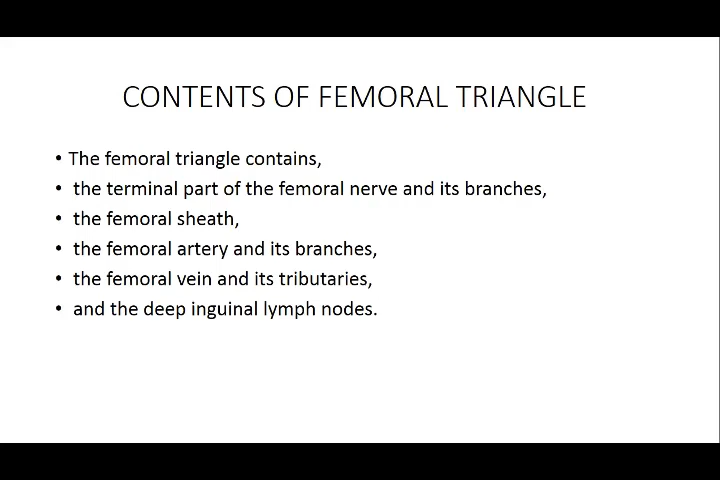 CONTENTS OF FEMORAL TRIANGLE
• The femoral triangle contains,
• the terminal part of the femoral nerve and its branches,
• the femoral sheath,
• the femoral artery and its branches,
• the femoral vein and its tributaries,
• and the deep inguinal lymph nodes.